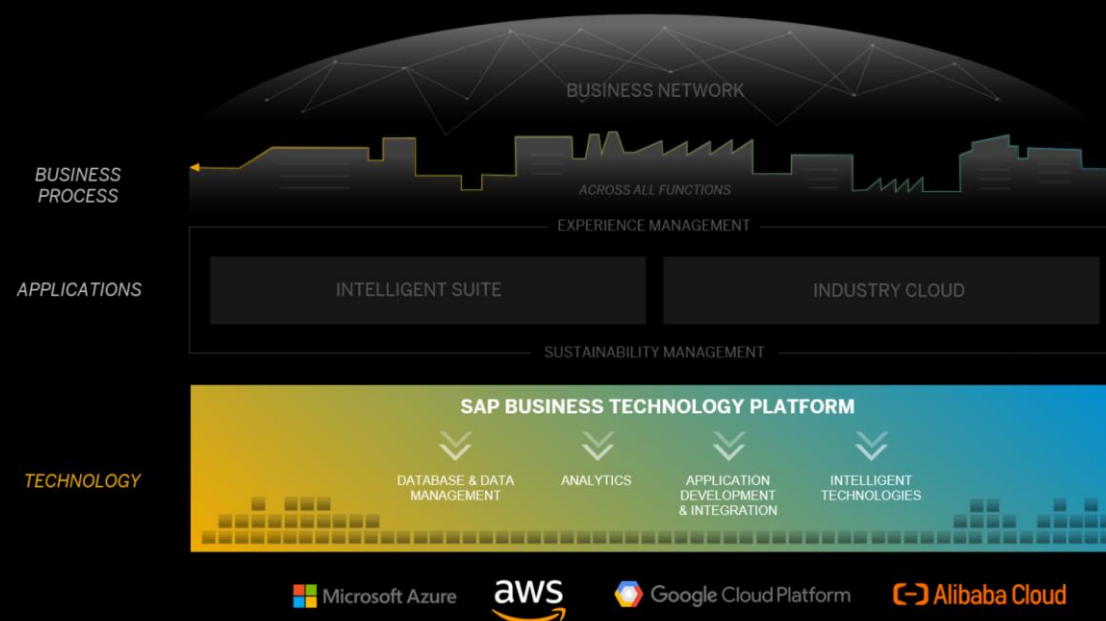 BUSINESS NETWORK
BUSINESS
PROCESS
ACROSS ALL FUNCTIONS
EXPERIENCE MANAGEMENT
APPLICATIONS
INTELLIGENT SUITE
INDUSTRY CLOUD
SUSTAINABILITY MANAGEMENT
SAP BUSINESS TECHNOLOGY PLATFORM
TECHNOLOGY
DATABASE & DATA
MANAGEMENT
ANALYTICS
APPLICATION
DEVELOPMENT
& INTEGRATION
INTELLIGENT
TECHNOLOGIES
Microsoft Azure
aws
Google Cloud Platform
Alibaba Cloud